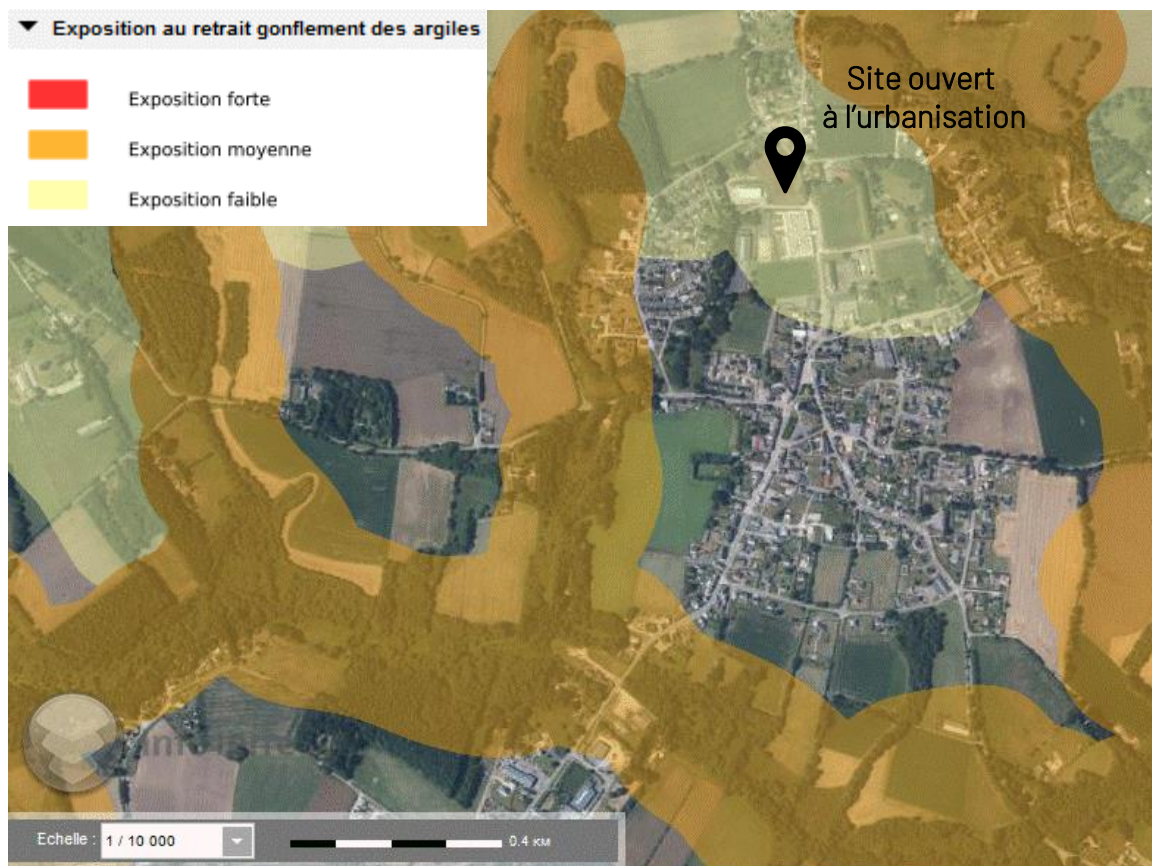 Exposition au retrait gonflement des argiles
Exposition forte
Exposition moyenne
Exposition faible
Site ouvert
à l'urbanisation
Echelle :
1 / 10 000
0.4 км